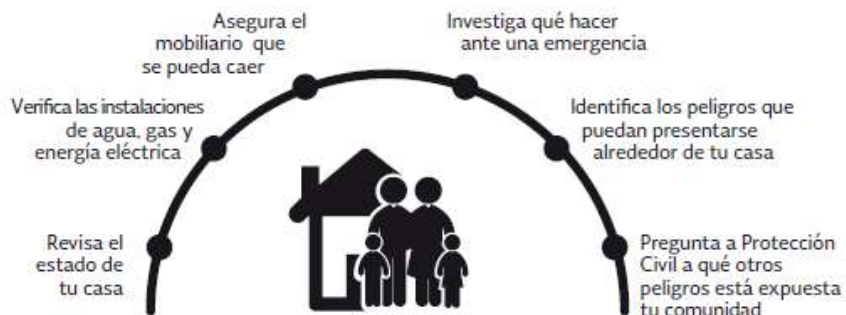 Asegura el
mobiliario que
se pueda caer
Investiga qué hacer
ante una emergencia
Verifica las instalaciones
de agua, gas y
energía eléctrica
Identifica los peligros que
puedan presentarse
alrededor de tu casa
Revisa el
estado de
tu casa
Pregunta a Protección
Civil a qué otros
peligros está expuesta
tu comunidad